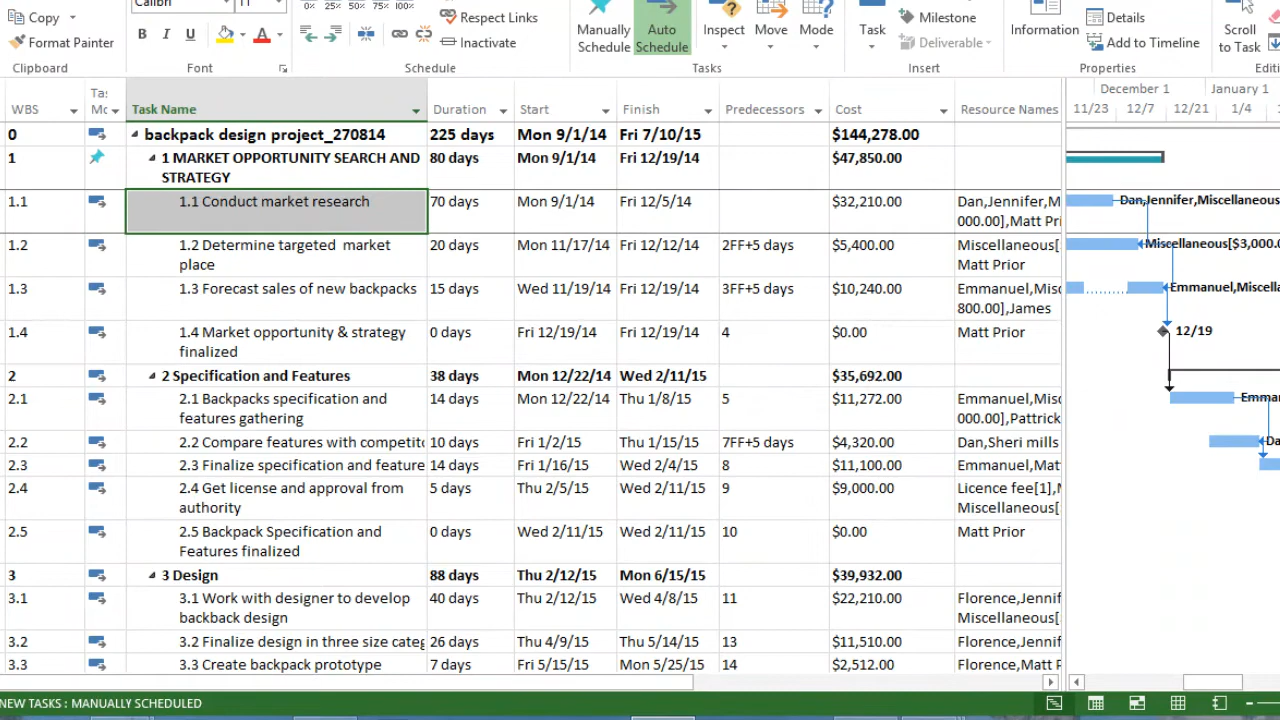 Calibri 11
0% 25% 50% 75% 100%
Copy
Format Painter
B I U A
Respect Links
Inactivate
Manually Schedule
Auto Schedule
Inspect Move Mode
Task
Milestone
Deliverable
Information
Details
Add to Timeline
Scroll to Task
Clipboard Font Schedule Tasks Insert Properties Editi
WBS Tas Mc Task Name Duration Start Finish Predecessors Cost Resource Names
December 1 January 1
11/23 12/7 12/21 1/4
0 backpack design project_270814 225 days Mon 9/1/14 Fri 7/10/15 $144,278.00
1 1 MARKET OPPORTUNITY SEARCH AND 80 days Mon 9/1/14 Fri 12/19/14 $47,850.00
STRATEGY
1.1 1.1 Conduct market research 70 days Mon 9/1/14 Fri 12/5/14 $32,210.00 Dan,Jennifer,M Dan,Jennifer,Miscellaneous
000.00],Matt Pri
1.2 1.2 Determine targeted market 20 days Mon 11/17/14 Fri 12/12/14 2FF+5 days $5,400.00 Miscellaneous[ Miscellaneous[$3,000.0
place Matt Prior
1.3 1.3 Forecast sales of new backpacks 15 days Wed 11/19/14 Fri 12/19/14 3FF+5 days $10,240.00 Emmanuel,Misc Emmanuel,Miscella
800.00],James
1.4 1.4 Market opportunity & strategy 0 days Fri 12/19/14 Fri 12/19/14 4 $0.00 Matt Prior 12/19
finalized
2 2 Specification and Features 38 days Mon 12/22/14 Wed 2/11/15 $35,692.00
2.1 2.1 Backpacks specification and 14 days Mon 12/22/14 Thu 1/8/15 5 $11,272.00 Emmanuel,Misc Emman
features gathering 000.00],Pattrick
2.2 2.2 Compare features with competitc 10 days Fri 1/2/15 Thu 1/15/15 7FF+5 days $4,320.00 Dan,Sheri mills Da
2.3 2.3 Finalize specification and feature 14 days Fri 1/16/15 Wed 2/4/15 8 $11,100.00 Emmanuel,Mat
2.4 2.4 Get license and approval from 5 days Thu 2/5/15 Wed 2/11/15 9 $9,000.00 Licence fee[1],M
authority Miscellaneous[
2.5 2.5 Backpack Specification and 0 days Wed 2/11/15 Wed 2/11/15 10 $0.00 Matt Prior
Features finalized
3 3 Design 88 days Thu 2/12/15 Mon 6/15/15 $39,932.00
3.1 3.1 Work with designer to develop 40 days Thu 2/12/15 Wed 4/8/15 11 $22,210.00 Florence,Jennif
backback design Miscellaneous[
3.2 3.2 Finalize design in three size categ 26 days Thu 4/9/15 Thu 5/14/15 13 $11,510.00 Florence,Jennif
3.3 3.3 Create backpack prototype 7 days Fri 5/15/15 Mon 5/25/15 14 $2,512.00 Florence,Matt P
NEW TASKS : MANUALLY SCHEDULED